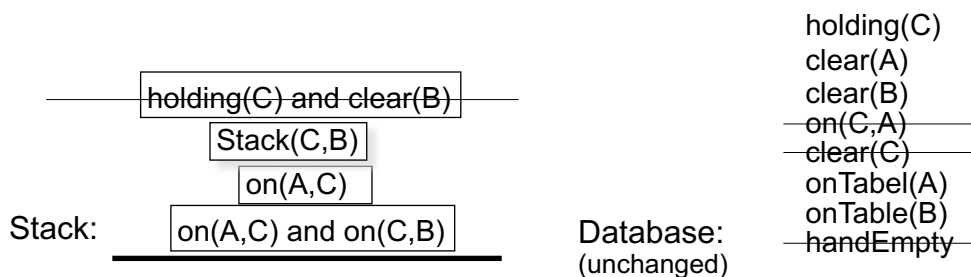 holding(C) and clear(B)
Stack(C,B)
on(A,C)
on(A,C) and on(C,B)
Stack:
Database:
(unchanged)
holding(C)
clear(A)
clear(B)
on(C,A)
clear(C)
onTabel(A)
onTable(B)
handEmpty